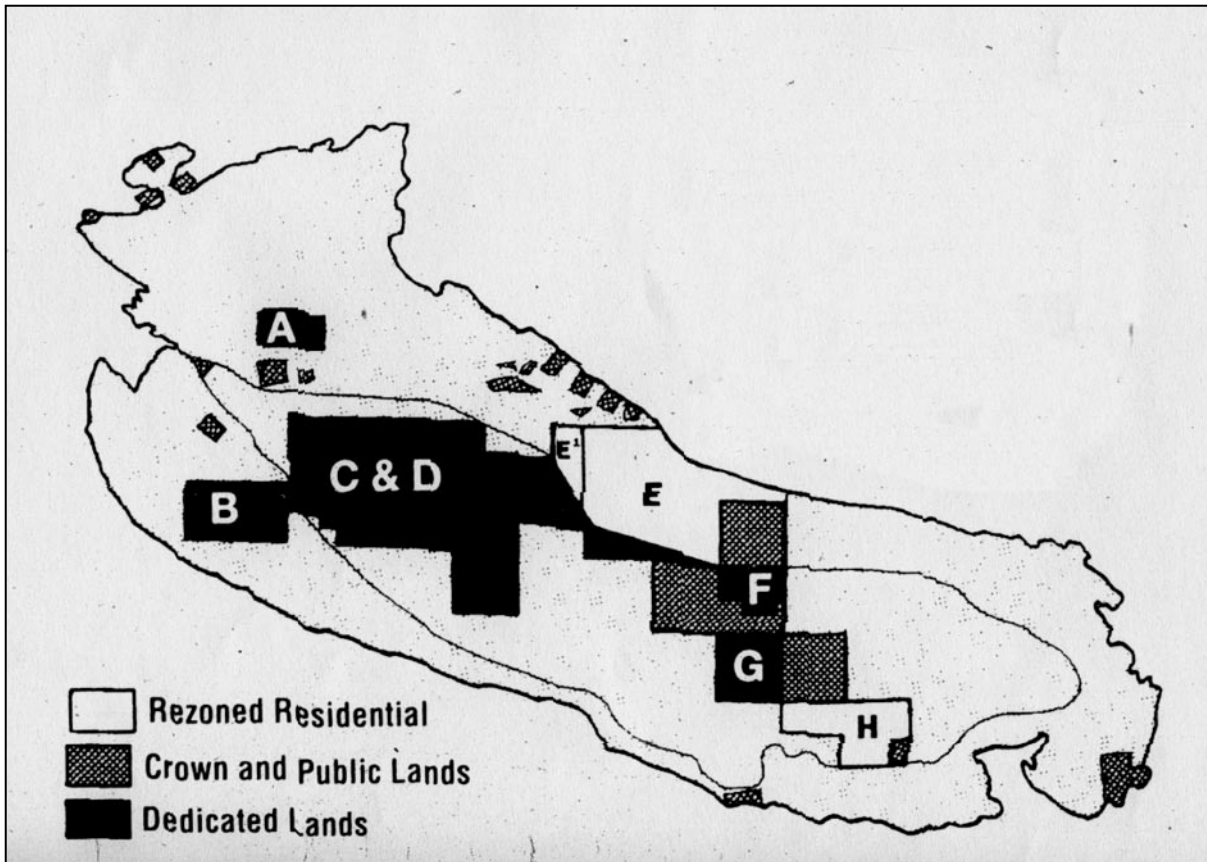 A
E¹
C & D
E
B
F
G
H
Rezoned Residential
Crown and Public Lands
Dedicated Lands